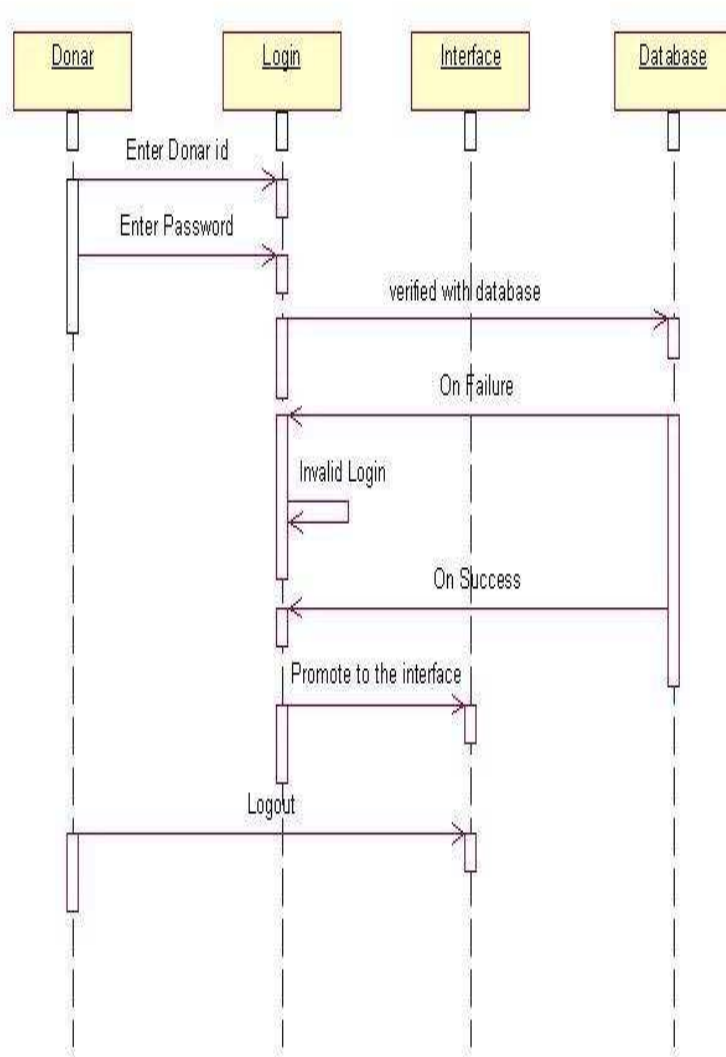 Donar
Login
Interface
Database
Enter Donar id
Enter Password
verified with database
On Failure
Invalid Login
On Success
Promote to the interface
Logout